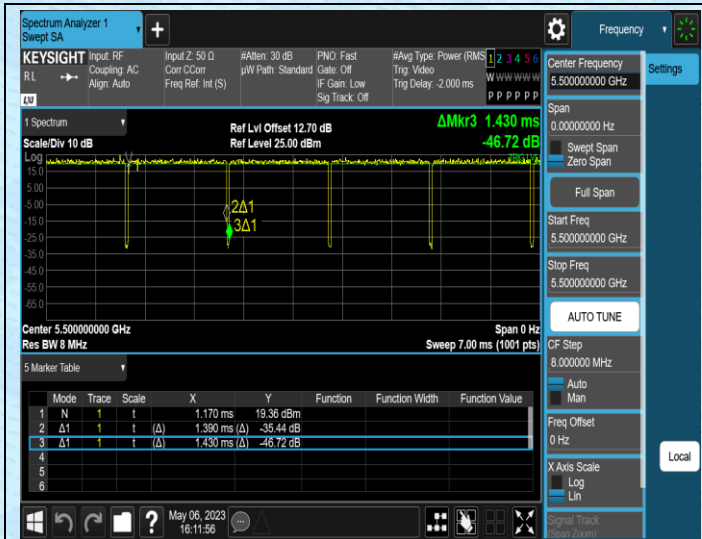 Spectrum Analyzer 1
Swept SA
Frequency
KEYSIGHT
RL
LXI
Input: RF
Coupling: AC
Align: Auto
Input Z: 50 Ω
Corr CCorr
Freq Ref: Int (S)
#Atten: 30 dB
µW Path: Standard
PNO: Fast
Gate: Off
IF Gain: Low
Sig Track: Off
#Avg Type: Power (RMS
Trig: Video
Trig Delay: -2.000 ms
1 2 3 4 5 6
W W W W W W
P P P P P P
1 Spectrum
Scale/Div 10 dB
Ref Lvl Offset 12.70 dB
Ref Level 25.00 dBm
ΔMkr3 1.430 ms
-46.72 dB
Log
15.0
5.00
-5.00
-15.0
-25.0
-35.0
-45.0
-55.0
-65.0
1
2Δ1
3Δ1
Center 5.500000000 GHz
Span 0 Hz
Res BW 8 MHz
Sweep 7.00 ms (1001 pts)
5 Marker Table
Mode Trace Scale X Y Function Function Width Function Value
1 N 1 t 1.170 ms 19.36 dBm
2 Δ1 1 t (Δ) 1.390 ms (Δ) -35.44 dB
3 Δ1 1 t (Δ) 1.430 ms (Δ) -46.72 dB
4
5
6
May 06, 2023
16:11:56
Center Frequency
5.500000000 GHz
Span
0.00000000 Hz
Swept Span
Zero Span
Full Span
Start Freq
5.500000000 GHz
Stop Freq
5.500000000 GHz
AUTO TUNE
CF Step
8.000000 MHz
Auto
Man
Freq Offset
0 Hz
X Axis Scale
Log
Lin
Signal Track
(Span Zoom)
Settings
Local